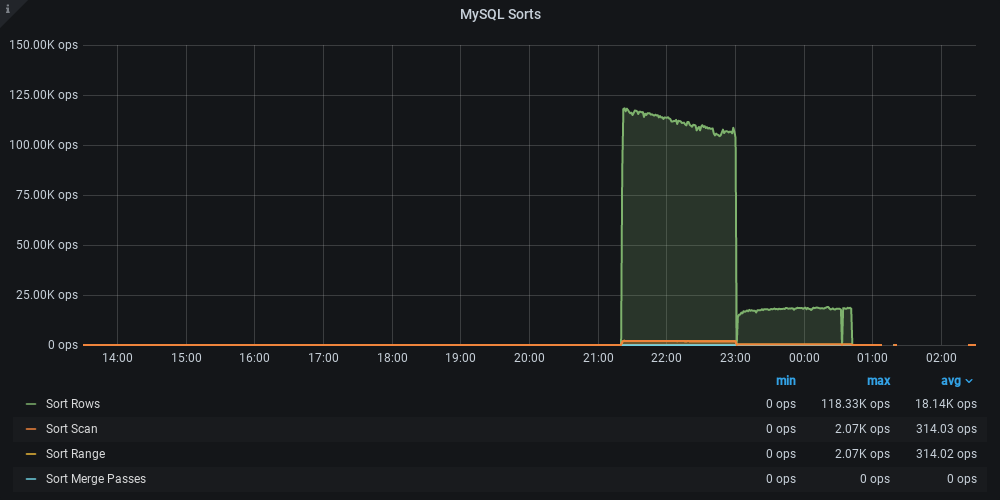 i
MySQL Sorts
150.00K ops
125.00K ops
100.00K ops
75.00K ops
50.00K ops
25.00K ops
0 ops
14:00 15:00 16:00 17:00 18:00 19:00 20:00 21:00 22:00 23:00 00:00 01:00 02:00
min max avg
Sort Rows 0 ops 118.33K ops 18.14K ops
Sort Scan 0 ops 2.07K ops 314.03 ops
Sort Range 0 ops 2.07K ops 314.02 ops
Sort Merge Passes 0 ops 0 ops 0 ops